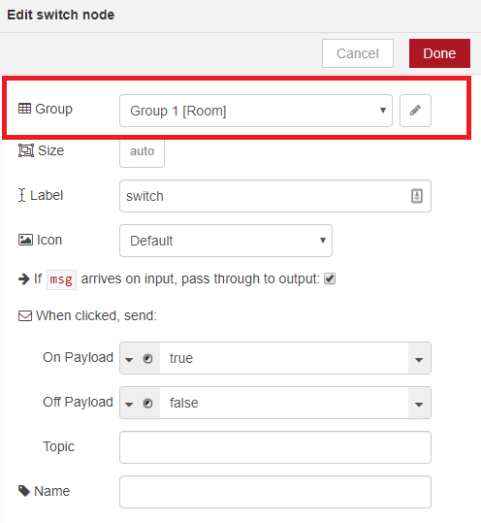 Edit switch node
Cancel Done
Group Group 1 [Room]
Size auto
Label switch
Icon Default
If msg arrives on input, pass through to output:
When clicked, send:
On Payload true
Off Payload false
Topic
Name